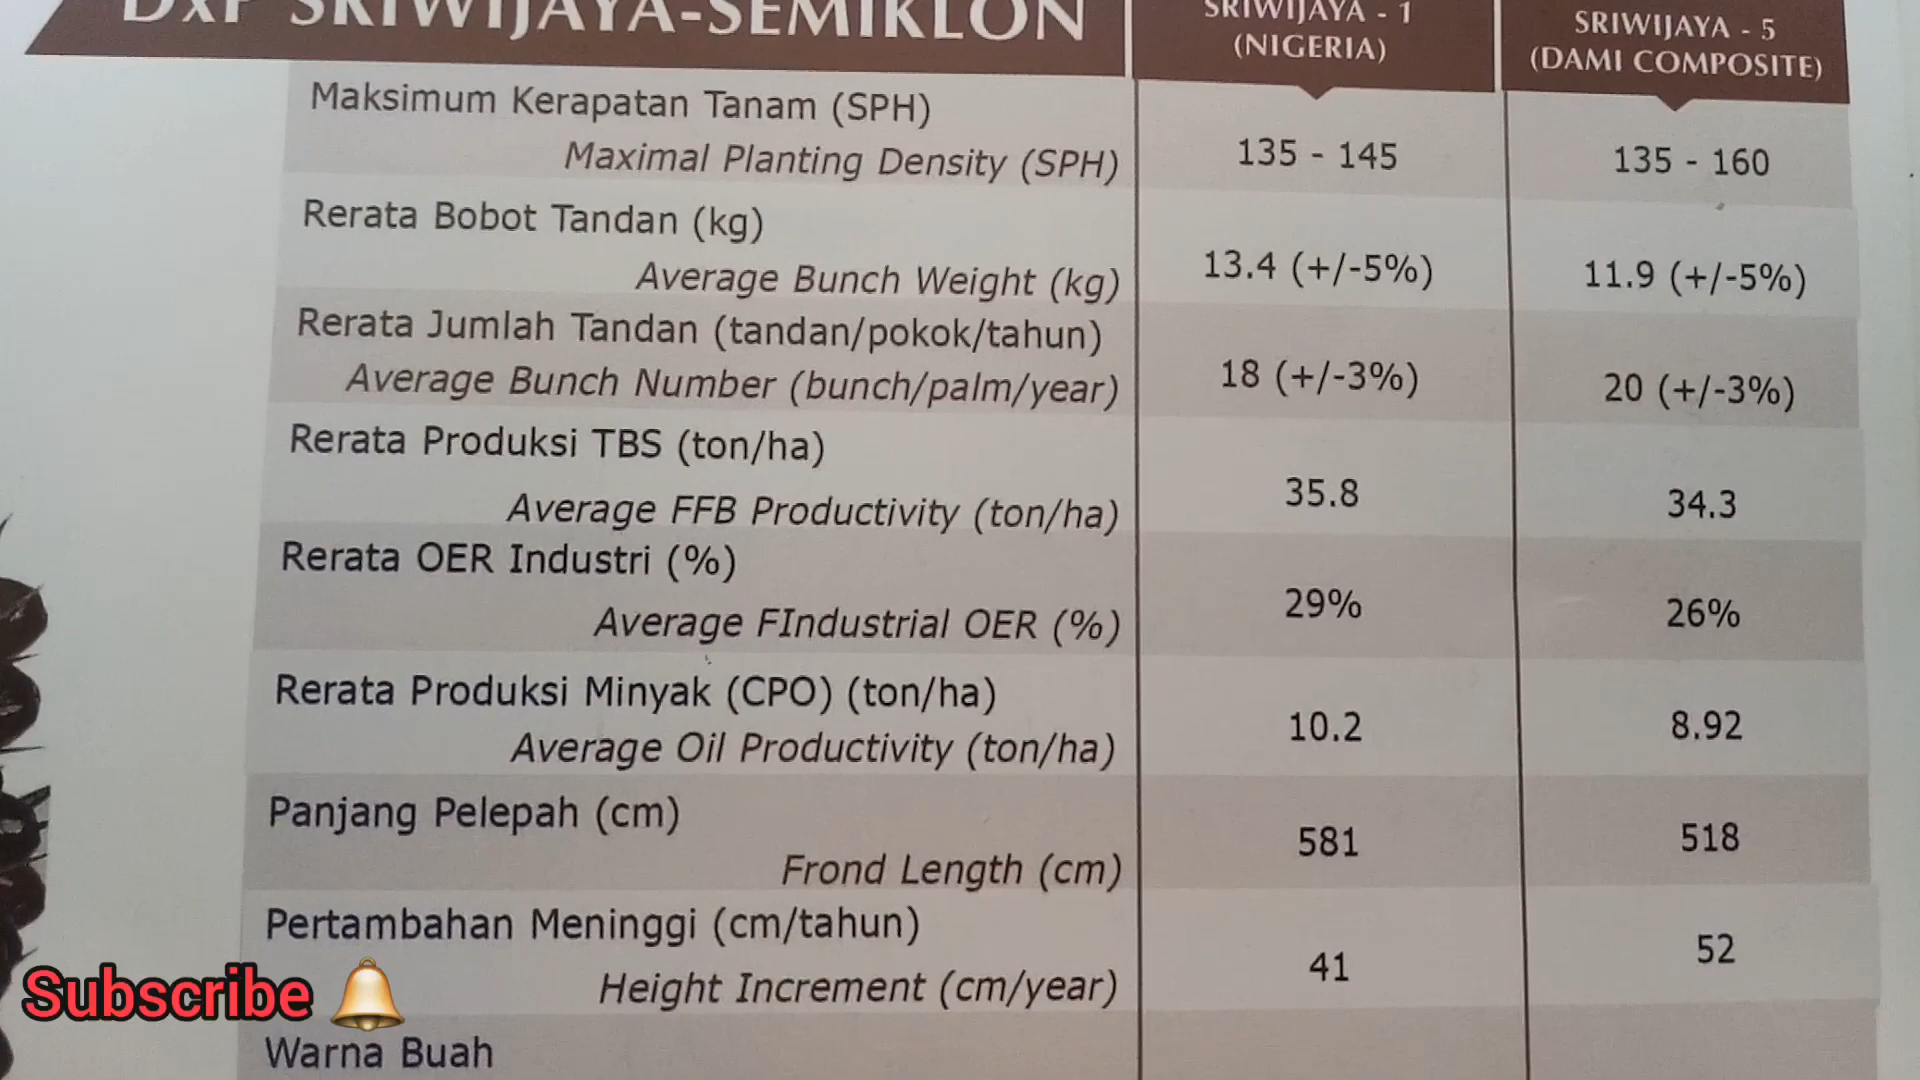 DxP SRIWIJAYA-SEMIKLON
SRIWIJAYA - 1
(NIGERIA)
SRIWIJAYA - 5
(DAMI COMPOSITE)
Maksimum Kerapatan Tanam (SPH)
Maximal Planting Density (SPH)
135 - 145
135 - 160
Rerata Bobot Tandan (kg)
Average Bunch Weight (kg)
13.4 (+/-5%)
11.9 (+/-5%)
Rerata Jumlah Tandan (tandan/pokok/tahun)
Average Bunch Number (bunch/palm/year)
18 (+/-3%)
20 (+/-3%)
Rerata Produksi TBS (ton/ha)
Average FFB Productivity (ton/ha)
35.8
34.3
Rerata OER Industri (%)
Average FIndustrial OER (%)
29%
26%
Rerata Produksi Minyak (CPO) (ton/ha)
Average Oil Productivity (ton/ha)
10.2
8.92
Panjang Pelepah (cm)
Frond Length (cm)
581
518
Pertambahan Meninggi (cm/tahun)
Height Increment (cm/year)
41
52
Subscribe
Warna Buah